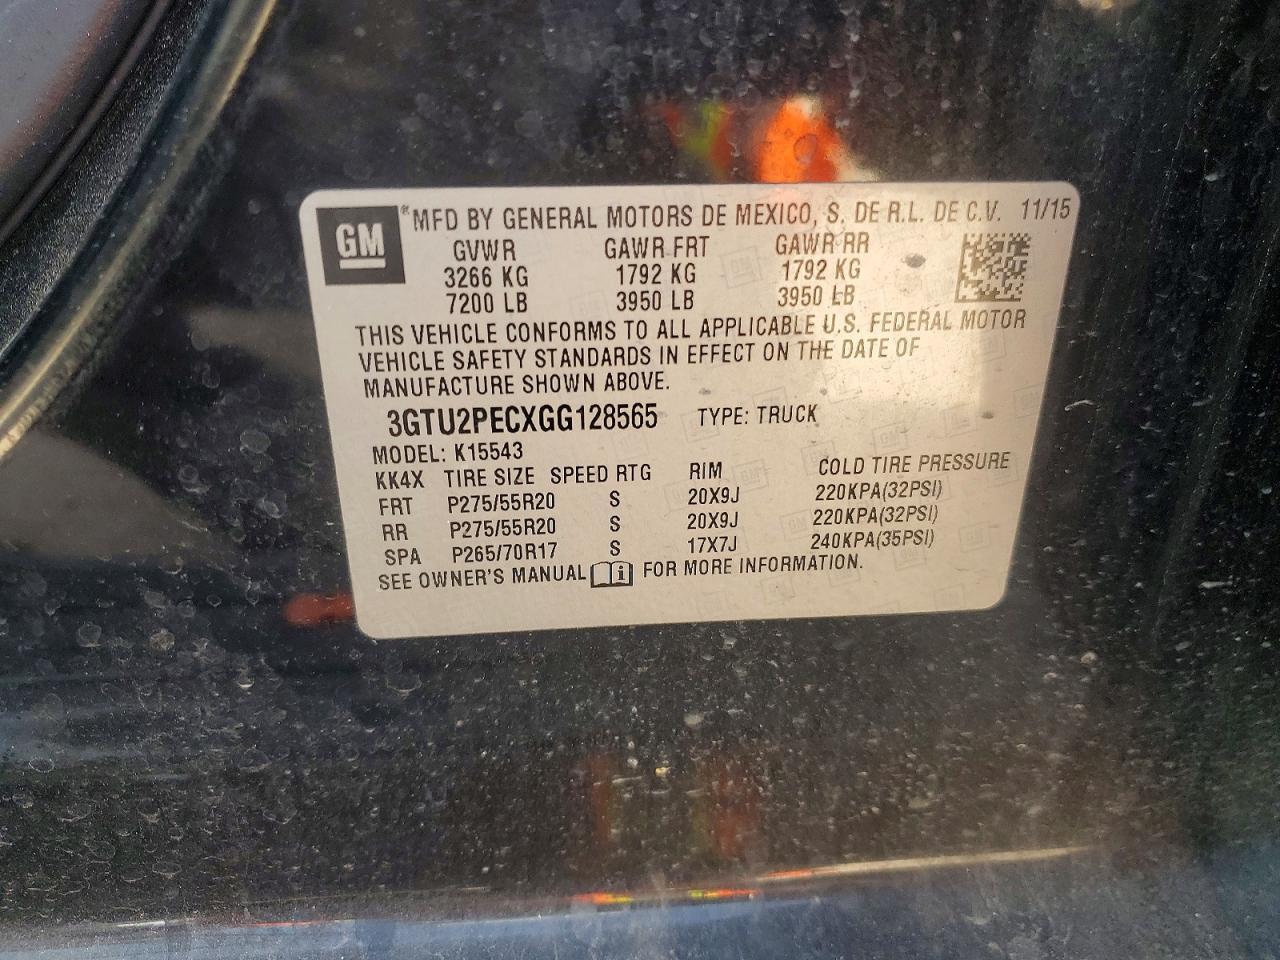 GM
®MFD BY GENERAL MOTORS DE MEXICO, S. DE R.L. DE C.V. 11/15
GVWR GAWR FRT GAWR RR
3266 KG 1792 KG 1792 KG
7200 LB 3950 LB 3950 LB
THIS VEHICLE CONFORMS TO ALL APPLICABLE U.S. FEDERAL MOTOR
VEHICLE SAFETY STANDARDS IN EFFECT ON THE DATE OF
MANUFACTURE SHOWN ABOVE.
3GTU2PECXGG128565 TYPE: TRUCK
MODEL: K15543
KK4X TIRE SIZE SPEED RTG RIM COLD TIRE PRESSURE
FRT P275/55R20 S 20X9J 220KPA(32PSI)
RR P275/55R20 S 20X9J 220KPA(32PSI)
SPA P265/70R17 S 17X7J 240KPA(35PSI)
SEE OWNER'S MANUAL FOR MORE INFORMATION.